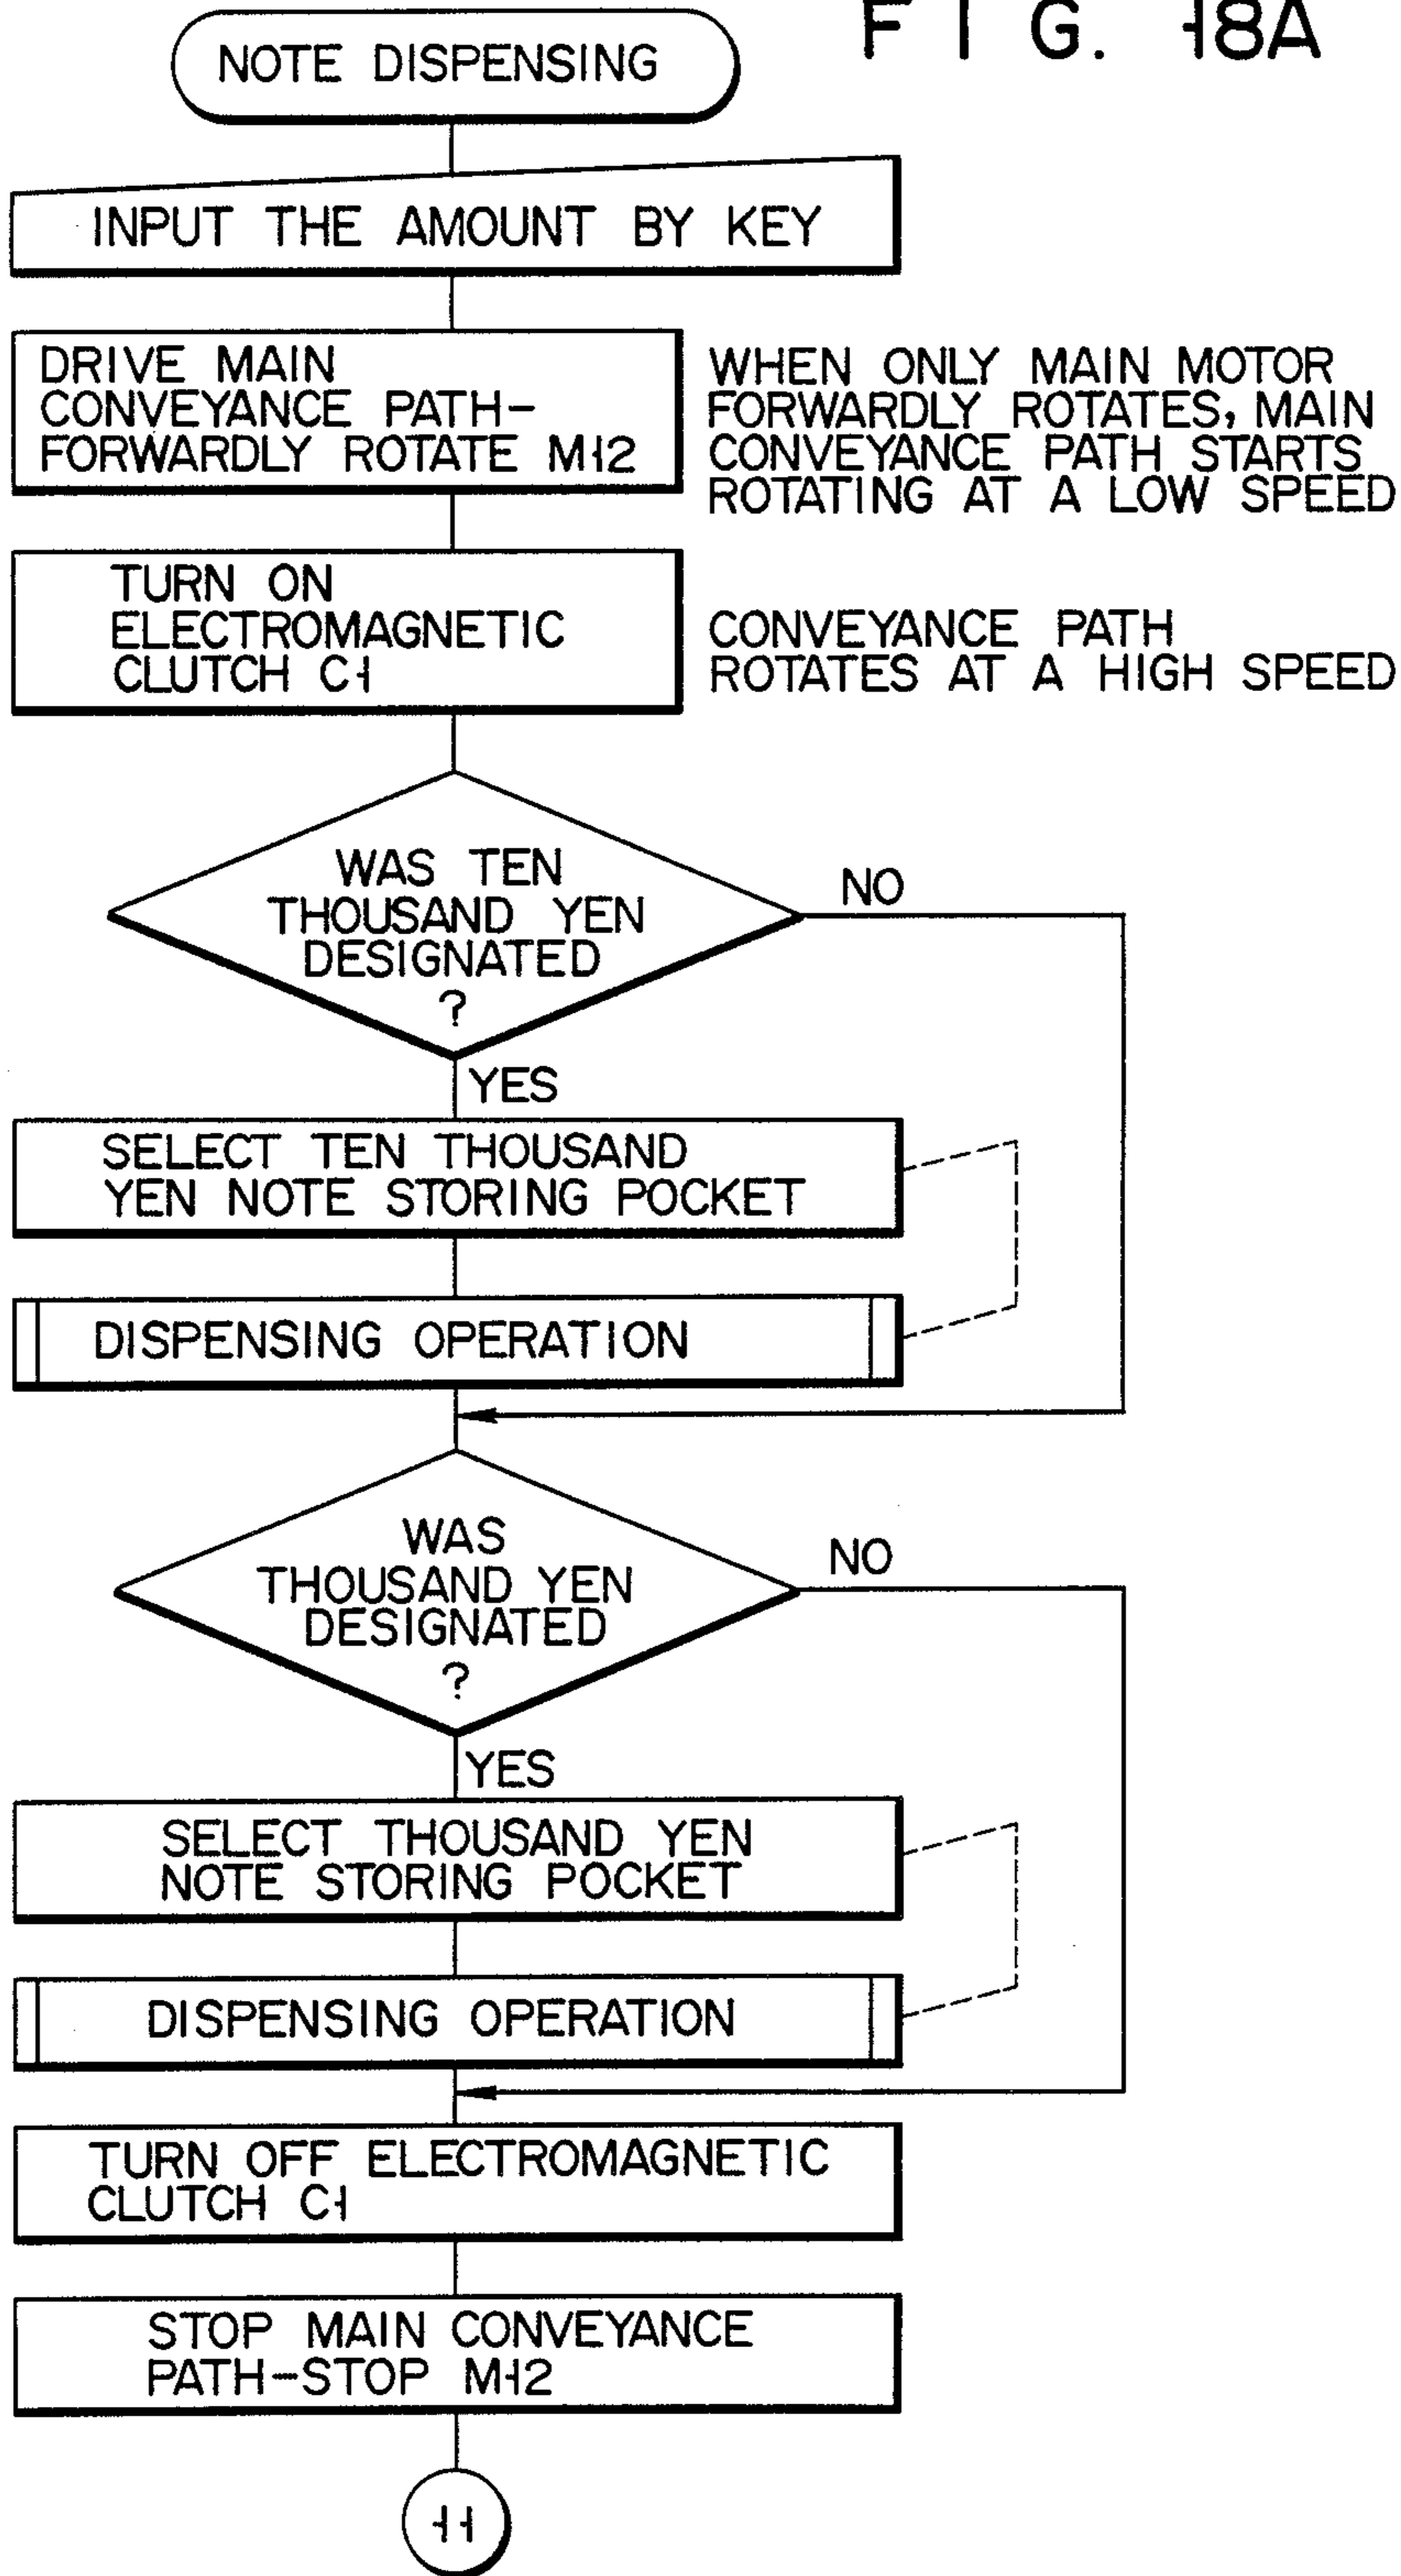 FIG. 18A
NOTE DISPENSING
INPUT THE AMOUNT BY KEY
DRIVE MAIN
CONVEYANCE PATH-
FORWARDLY ROTATE M12
WHEN ONLY MAIN MOTOR
FORWARDLY ROTATES, MAIN
CONVEYANCE PATH STARTS
ROTATING AT A LOW SPEED
TURN ON
ELECTROMAGNETIC
CLUTCH C1
CONVEYANCE PATH
ROTATES AT A HIGH SPEED
WAS TEN
THOUSAND YEN
DESIGNATED
?
NO
YES
SELECT TEN THOUSAND
YEN NOTE STORING POCKET
DISPENSING OPERATION
WAS
THOUSAND YEN
DESIGNATED
?
NO
YES
SELECT THOUSAND YEN
NOTE STORING POCKET
DISPENSING OPERATION
TURN OFF ELECTROMAGNETIC
CLUTCH C1
STOP MAIN CONVEYANCE
PATH-STOP M12
11